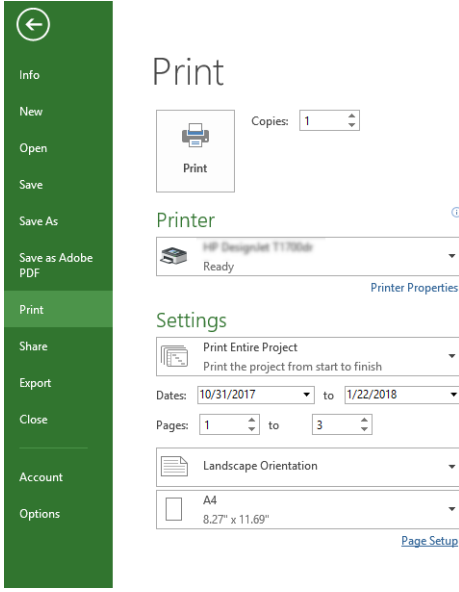 Info
New
Open
Save
Save As
Save as Adobe
PDF
Print
Share
Export
Close
Account
Options
Print
Copies: 1
Print
Printer
Ready
Printer Properties
Settings
Print Entire Project
Print the project from start to finish
Dates: 10/31/2017 to 1/22/2018
Pages: 1 to 3
Landscape Orientation
A4
8.27" x 11.69"
Page Setup